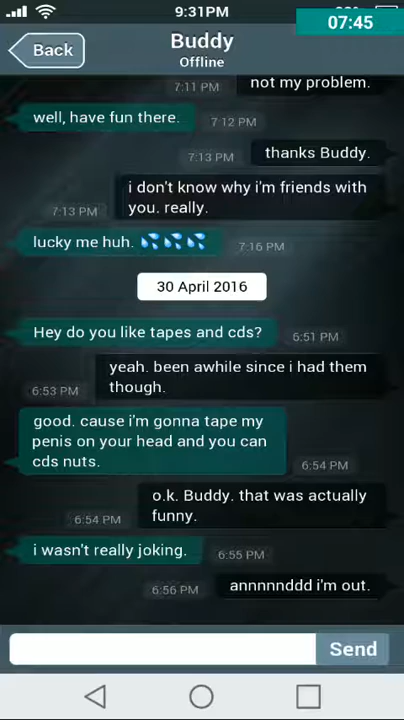 9:31PM
07:45
Back
Buddy
Offline
not my problem.
7:11 PM
well, have fun there.
7:12 PM
thanks Buddy.
7:13 PM
i don't know why i'm friends with
you. really.
7:13 PM
lucky me huh. 💦💦💦
7:16 PM
30 April 2016
Hey do you like tapes and cds?
6:51 PM
yeah. been awhile since i had them
though.
6:53 PM
good. cause i'm gonna tape my
penis on your head and you can
cds nuts.
6:54 PM
o.k. Buddy. that was actually
funny.
6:54 PM
i wasn't really joking.
6:55 PM
annnnnddd i'm out.
6:56 PM
Send